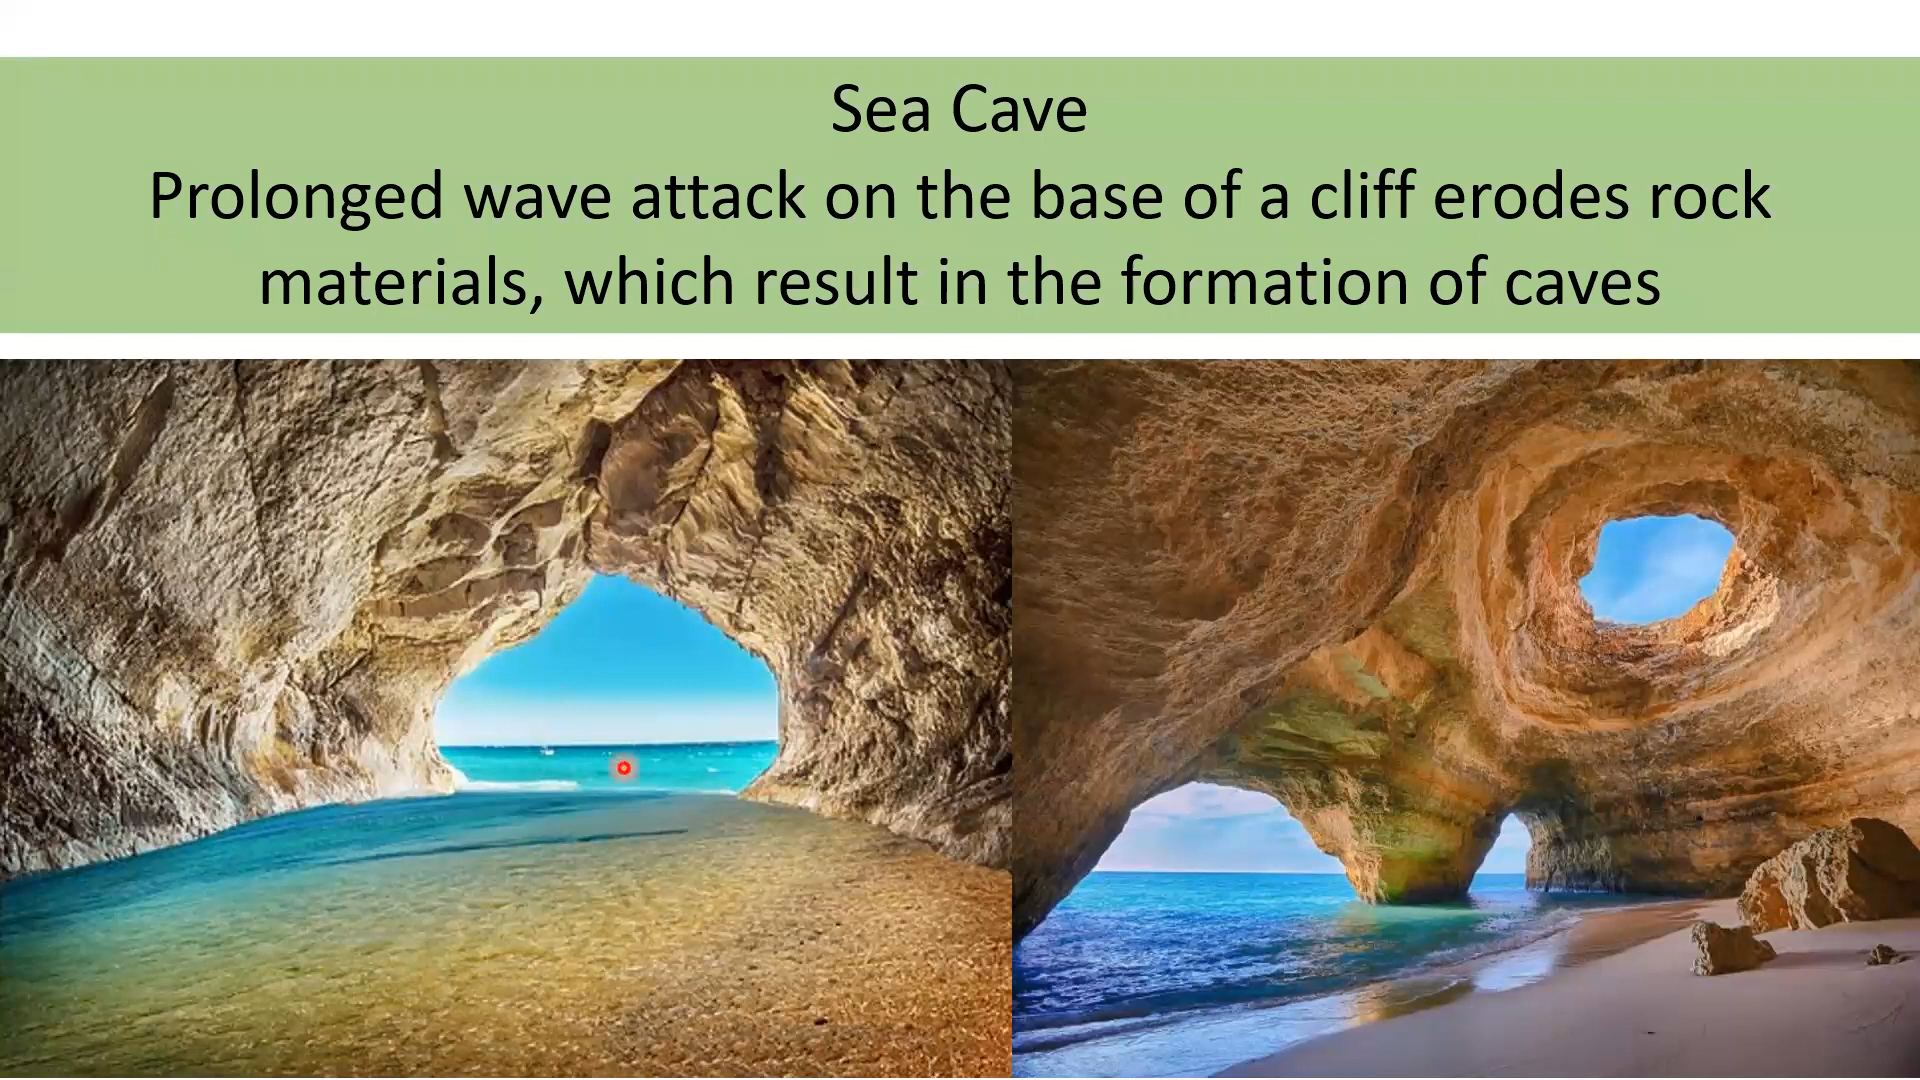 Sea Cave
Prolonged wave attack on the base of a cliff erodes rock
materials, which result in the formation of caves